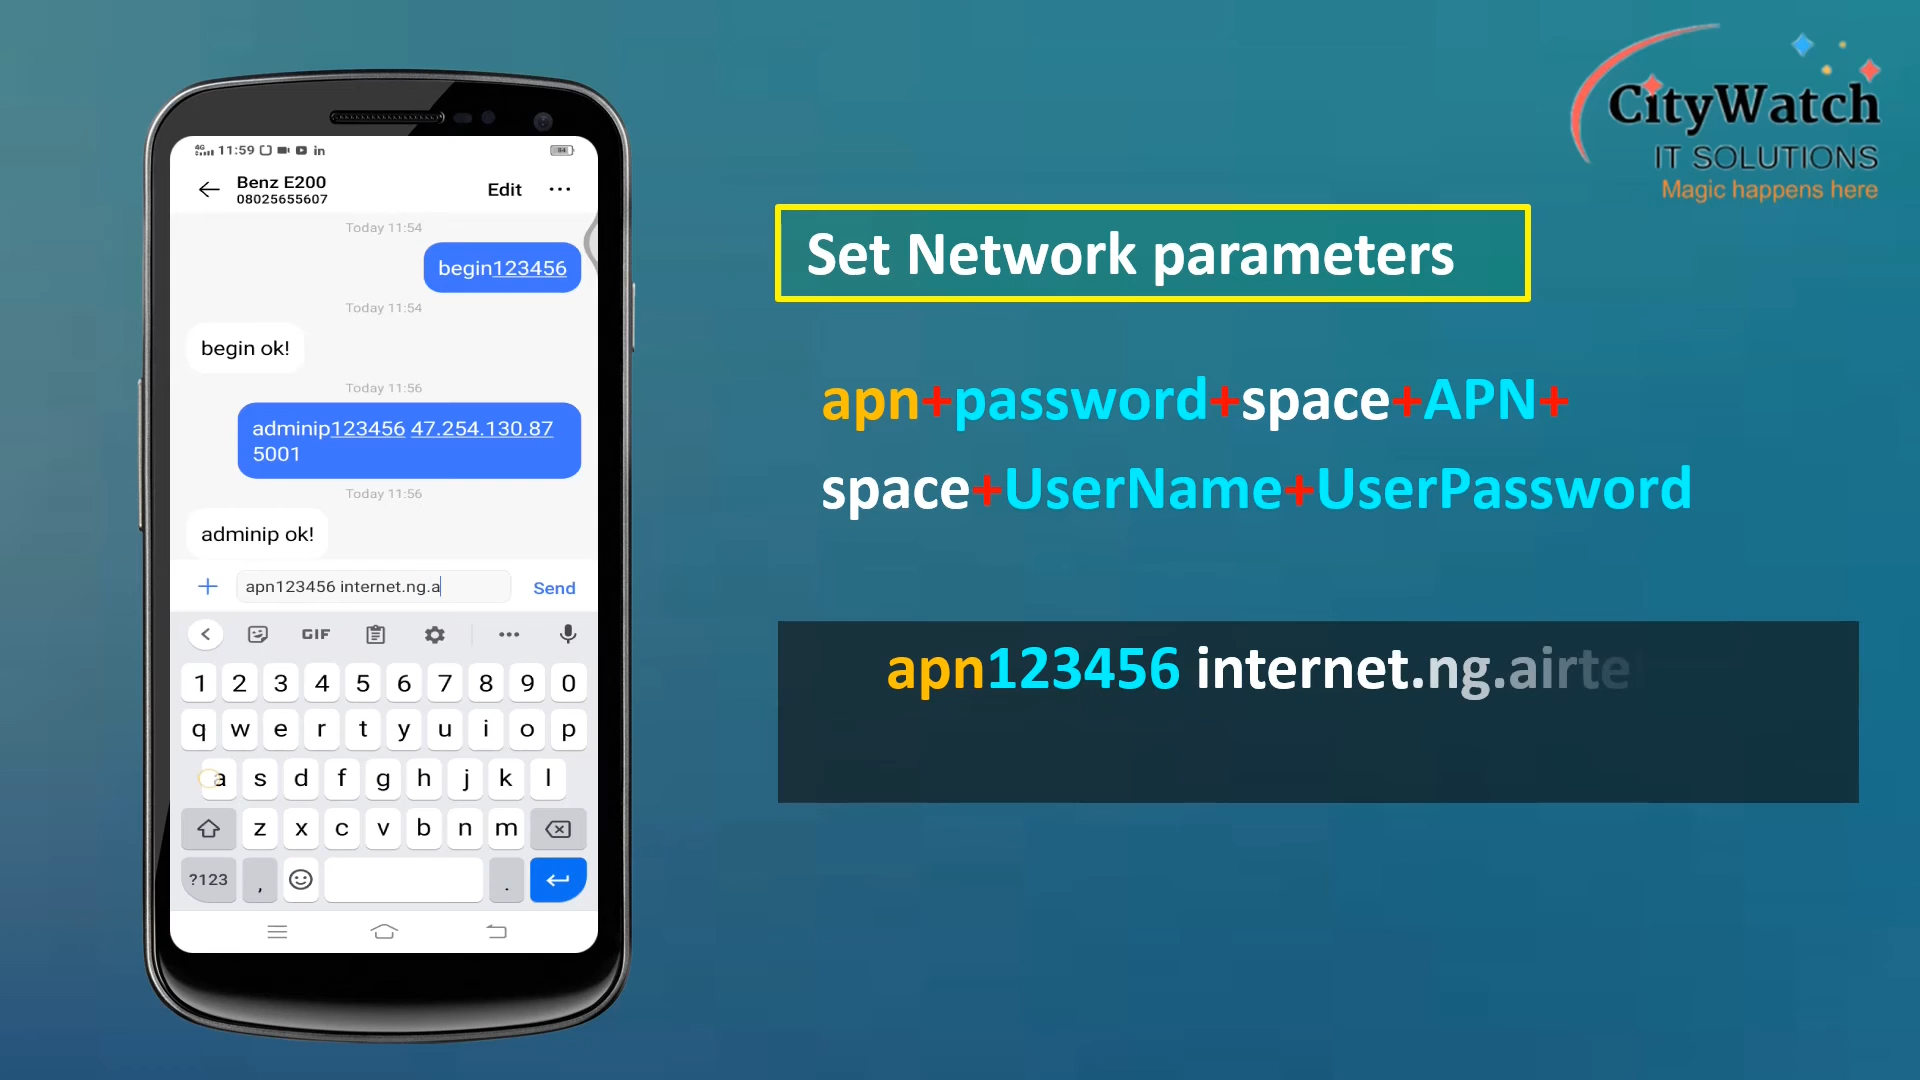 CityWatch
IT SOLUTIONS
Magic happens here
4G 11:59 in 84
Benz E200
08025655607
Edit
Today 11:54
begin123456
Today 11:54
begin ok!
Today 11:56
adminip123456 47.254.130.87
5001
Today 11:56
adminip ok!
apn123456 internet.ng.a
Send
GIF
1 2 3 4 5 6 7 8 9 0
q w e r t y u i o p
a s d f g h j k l
z x c v b n m
?123 , .
Set Network parameters
apn+password+space+APN+
space+UserName+UserPassword
apn123456 internet.ng.airte